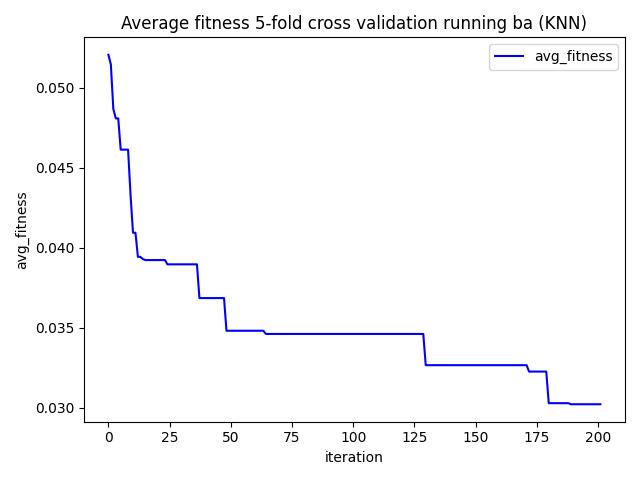 Average fitness 5-fold cross validation running ba (KNN)
avg_fitness
avg_fitness
0.050
0.045
0.040
0.035
0.030
0 25 50 75 100 125 150 175 200
iteration